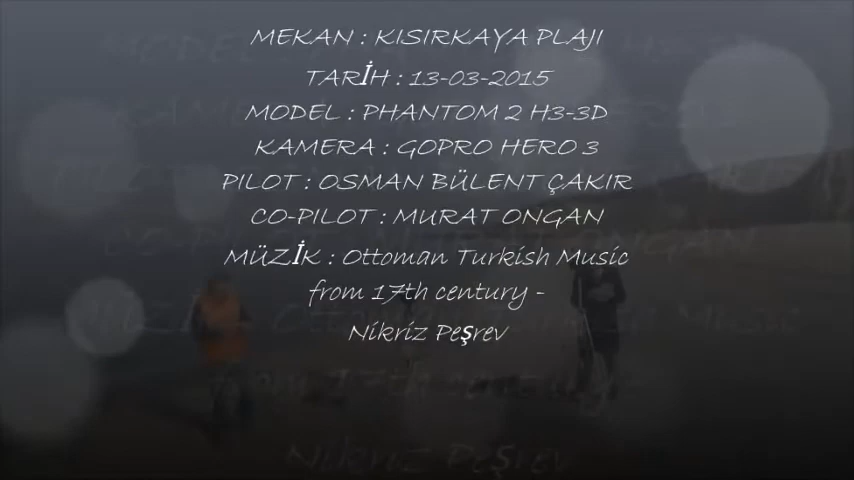 MEKAN : KISIRKAYA PLAJI
TARİH : 13-03-2015
MODEL : PHANTOM 2 H3-3D
KAMERA : GOPRO HERO 3
PILOT : OSMAN BÜLENT ÇAKIR
CO-PILOT : MURAT ONGAN
MÜZİK : Ottoman Turkish Music
from 17th century -
Nikriz Peşrev